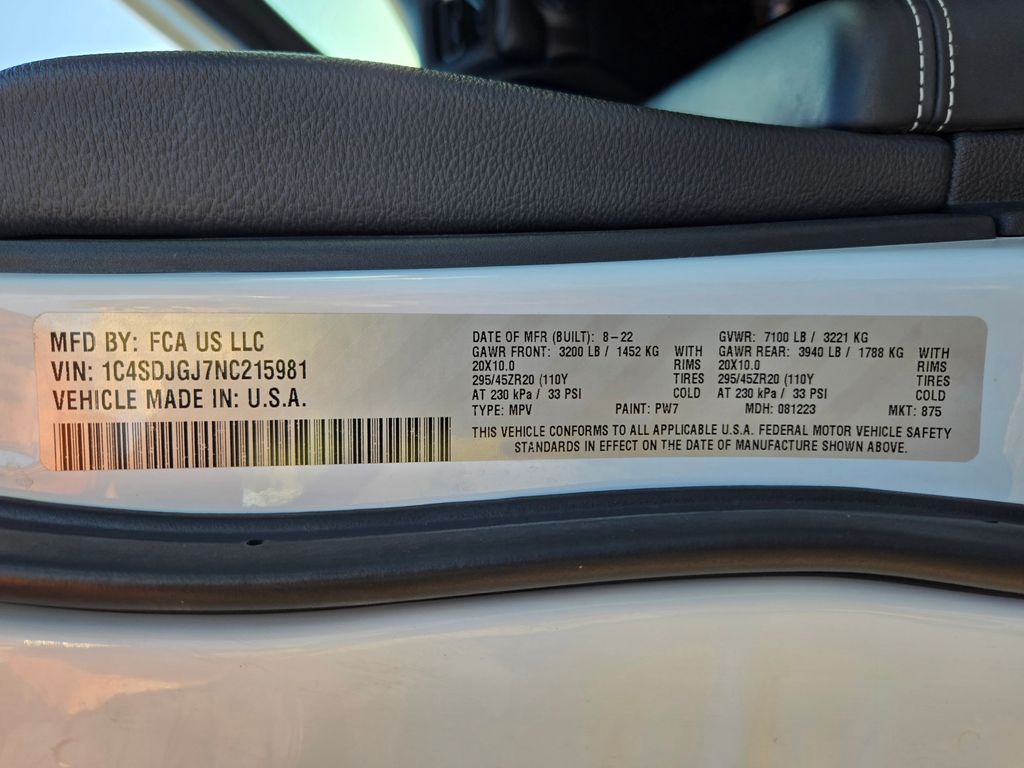 MFD BY: FCA US LLC
VIN: 1C4SDJGJ7NC215981
VEHICLE MADE IN: U.S.A.
DATE OF MFR (BUILT): 8-22
GAWR FRONT: 3200 LB / 1452 KG WITH
20X10.0 RIMS
295/45ZR20 (110Y TIRES
AT 230 kPa / 33 PSI COLD
GVWR: 7100 LB / 3221 KG
GAWR REAR: 3940 LB / 1788 KG WITH
20X10.0 RIMS
295/45ZR20 (110Y TIRES
AT 230 kPa / 33 PSI COLD
TYPE: MPV PAINT: PW7 MDH: 081223 MKT: 875
THIS VEHICLE CONFORMS TO ALL APPLICABLE U.S.A. FEDERAL MOTOR VEHICLE SAFETY
STANDARDS IN EFFECT ON THE DATE OF MANUFACTURE SHOWN ABOVE.